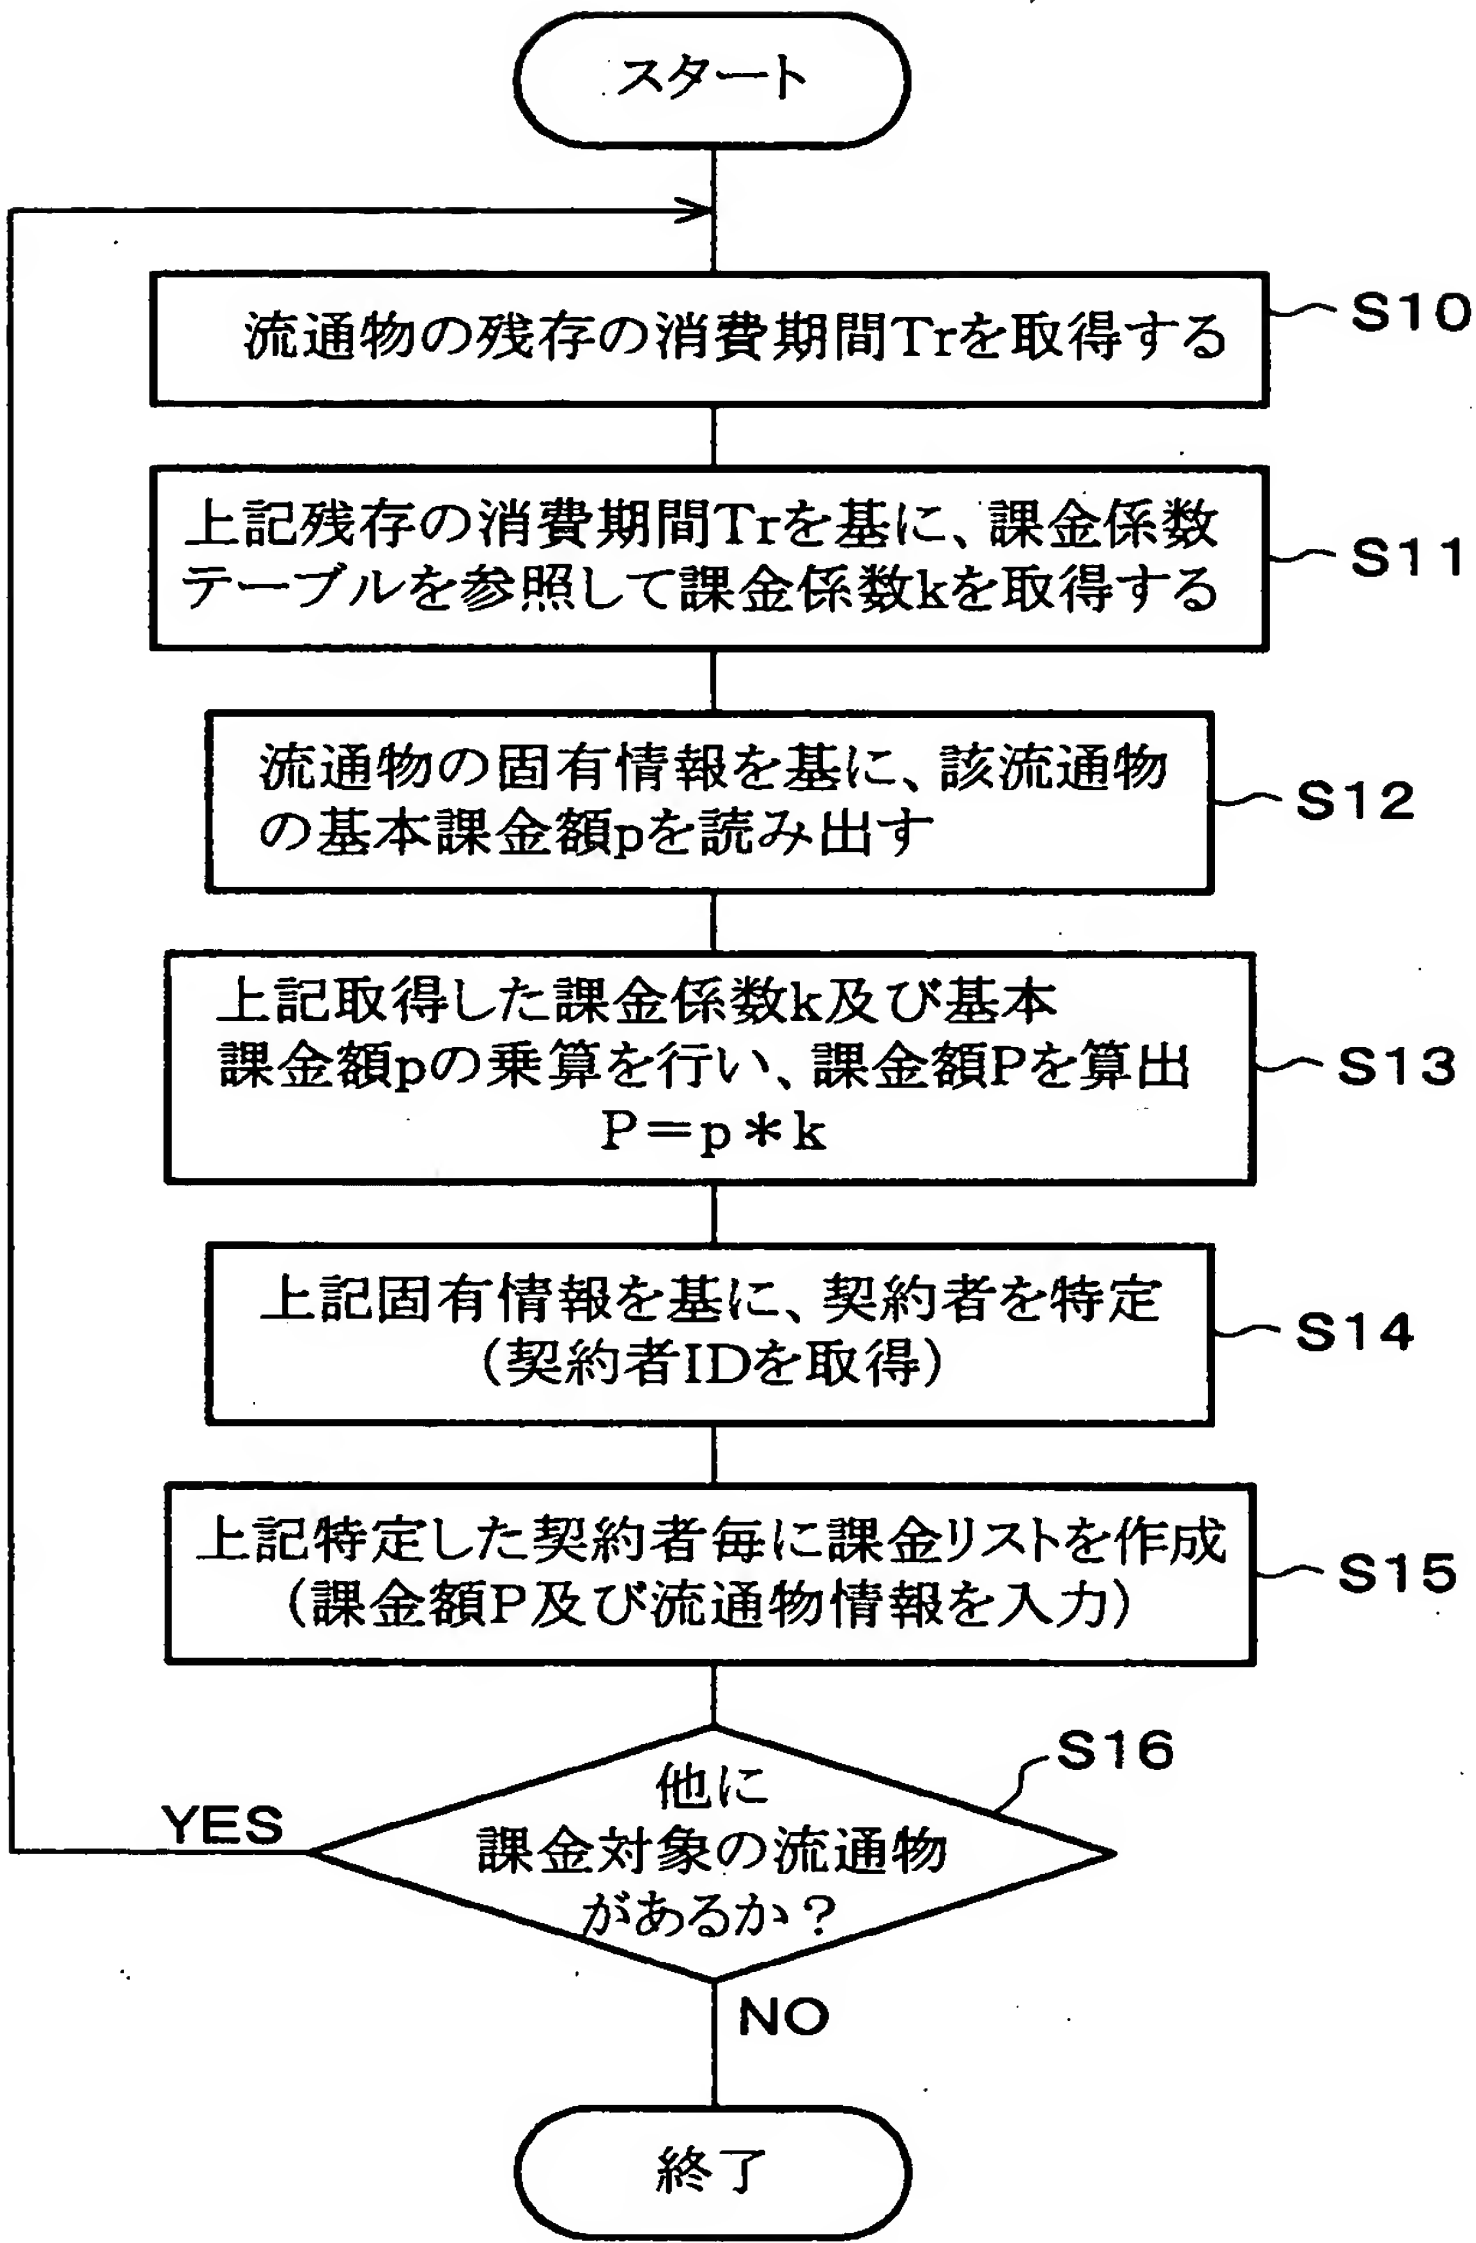 スタート
流通物の残存の消費期間Trを取得する
S10
上記残存の消費期間Trを基に、課金係数
テーブルを参照して課金係数kを取得する
S11
流通物の固有情報を基に、該流通物
の基本課金額pを読み出す
S12
上記取得した課金係数k及び基本
課金額pの乗算を行い、課金額Pを算出
P=p*k
S13
上記固有情報を基に、契約者を特定
(契約者IDを取得)
S14
上記特定した契約者毎に課金リストを作成
(課金額P及び流通物情報を入力)
S15
S16
他に
課金対象の流通物
があるか?
YES
NO
終了